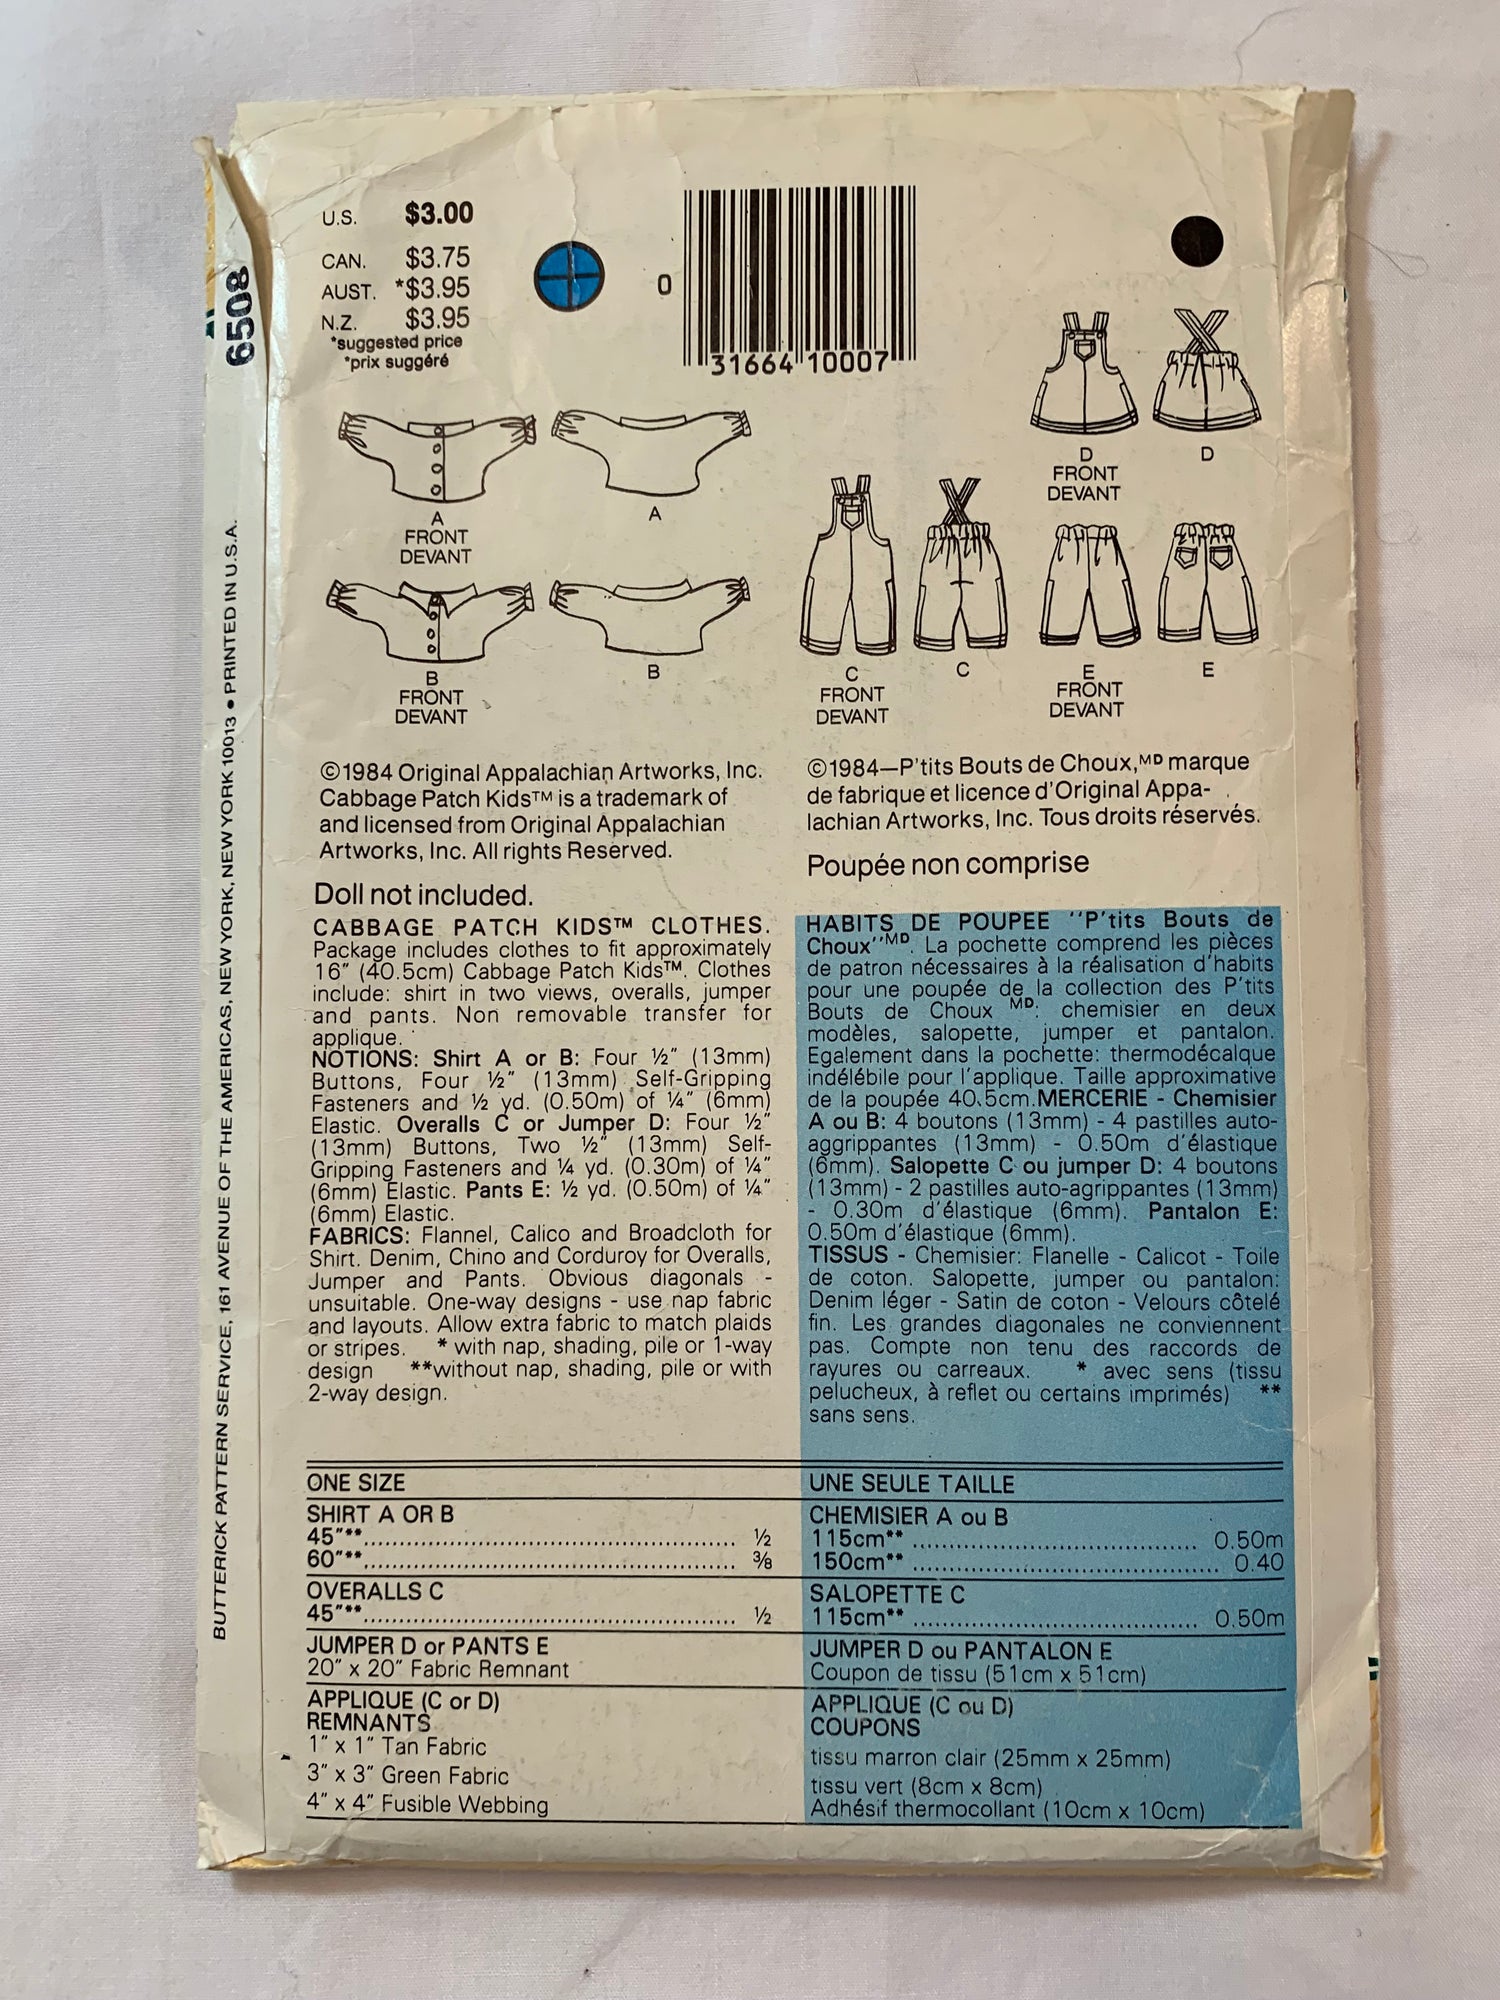 6508
BUTTERICK PATTERN SERVICE, 161 AVENUE OF THE AMERICAS, NEW YORK, NEW YORK 10013 • PRINTED IN U.S.A.
U.S. $3.00
CAN. $3.75
AUST. *$3.95
N.Z. $3.95
*suggested price
*prix suggéré
0
31664 10007
A
FRONT
DEVANT
A
B
FRONT
DEVANT
B
D
FRONT
DEVANT
D
C
FRONT
DEVANT
C
E
FRONT
DEVANT
E
©1984 Original Appalachian Artworks, Inc.
Cabbage Patch Kids™ is a trademark of
and licensed from Original Appalachian
Artworks, Inc. All rights Reserved.
Doll not included.
CABBAGE PATCH KIDS™ CLOTHES.
Package includes clothes to fit approximately
16" (40.5cm) Cabbage Patch Kids™. Clothes
include: shirt in two views, overalls, jumper
and pants. Non removable transfer for
applique.
NOTIONS: Shirt A or B: Four ½" (13mm)
Buttons, Four ½" (13mm) Self-Gripping
Fasteners and ½ yd. (0.50m) of ¼" (6mm)
Elastic. Overalls C or Jumper D: Four ½"
(13mm) Buttons, Two ½" (13mm) Self-
Gripping Fasteners and ¼ yd. (0.30m) of ¼"
(6mm) Elastic. Pants E: ½ yd. (0.50m) of ¼"
(6mm) Elastic.
FABRICS: Flannel, Calico and Broadcloth for
Shirt. Denim, Chino and Corduroy for Overalls,
Jumper and Pants. Obvious diagonals -
unsuitable. One-way designs - use nap fabric
and layouts. Allow extra fabric to match plaids
or stripes. * with nap, shading, pile or 1-way
design **without nap, shading, pile or with
2-way design.
©1984—P'tits Bouts de Choux,MD marque
de fabrique et licence d'Original Appa-
lachian Artworks, Inc. Tous droits réservés.
Poupée non comprise
HABITS DE POUPEE "P'tits Bouts de
Choux"MD. La pochette comprend les pièces
de patron nécessaires à la réalisation d'habits
pour une poupée de la collection des P'tits
Bouts de Choux MD: chemisier en deux
modèles, salopette, jumper et pantalon.
Egalement dans la pochette: thermodécalque
indélébile pour l'applique. Taille approximative
de la poupée 40.5cm. MERCERIE - Chemisier
A ou B: 4 boutons (13mm) - 4 pastilles auto-
aggrippantes (13mm) - 0.50m d'élastique
(6mm). Salopette C ou jumper D: 4 boutons
(13mm) - 2 pastilles auto-agrippantes (13mm)
- 0.30m d'élastique (6mm). Pantalon E:
0.50m d'élastique (6mm).
TISSUS - Chemisier: Flanelle - Calicot - Toile
de coton. Salopette, jumper ou pantalon:
Denim léger - Satin de coton - Velours côtelé
fin. Les grandes diagonales ne conviennent
pas. Compte non tenu des raccords de
rayures ou carreaux. * avec sens (tissu
pelucheux, à reflet ou certains imprimés) **
sans sens.
ONE SIZE
SHIRT A OR B
45"** ½
60"** ⅜
OVERALLS C
45"** ½
JUMPER D or PANTS E
20" x 20" Fabric Remnant
APPLIQUE (C or D)
REMNANTS
1" x 1" Tan Fabric
3" x 3" Green Fabric
4" x 4" Fusible Webbing
UNE SEULE TAILLE
CHEMISIER A ou B
115cm** 0.50m
150cm** 0.40
SALOPETTE C
115cm** 0.50m
JUMPER D ou PANTALON E
Coupon de tissu (51cm x 51cm)
APPLIQUE (C ou D)
COUPONS
tissu marron clair (25mm x 25mm)
tissu vert (8cm x 8cm)
Adhésif thermocollant (10cm x 10cm)